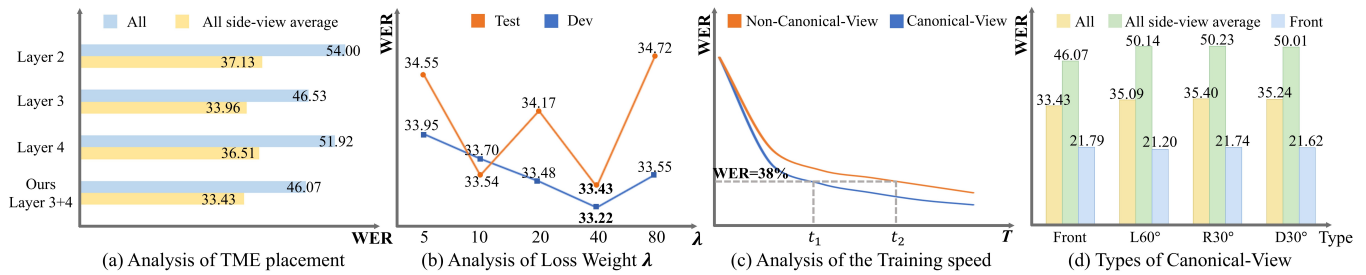 All All side-view average
Layer 2
54.00
37.13
Layer 3
46.53
33.96
Layer 4
51.92
36.51
Ours
Layer 3+4
46.07
33.43
WER
(a) Analysis of TME placement
WER
Test Dev
34.55
33.95
33.70
33.54
34.17
33.48
33.43
33.22
34.72
33.55
5 10 20 40 80 λ
(b) Analysis of Loss Weight λ
WER
Non-Canonical-View Canonical-View
WER=38%
t1 t2 T
(c) Analysis of the Training speed
WER
All All side-view average Front
33.43 46.07 21.79
35.09 50.14 21.20
35.40 50.23 21.74
35.24 50.01 21.62
Front L60° R30° D30° Type
(d) Types of Canonical-View